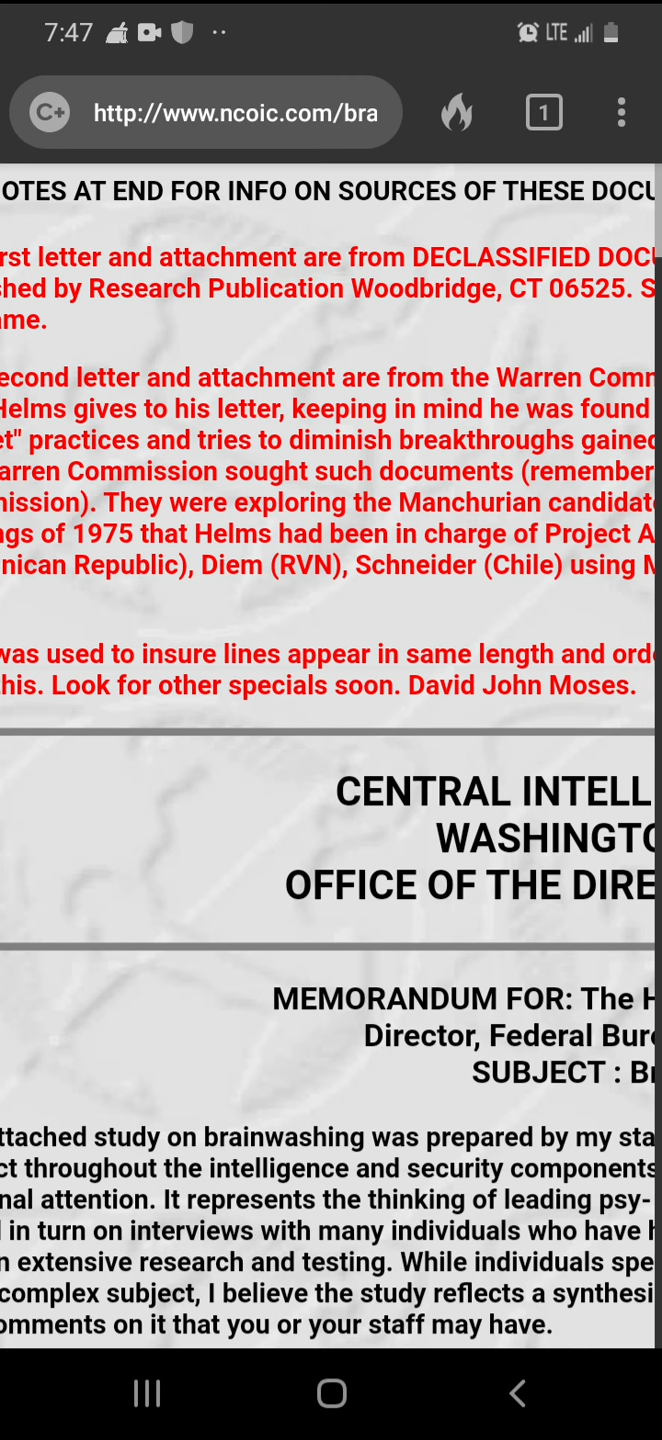 7:47
LTE
C+ http://www.ncoic.com/bra 1
OTES AT END FOR INFO ON SOURCES OF THESE DOCU
rst letter and attachment are from DECLASSIFIED DOCU
shed by Research Publication Woodbridge, CT 06525. S
ame.
econd letter and attachment are from the Warren Comm
Helms gives to his letter, keeping in mind he was found
et" practices and tries to diminish breakthroughs gained
arren Commission sought such documents (remember
mission). They were exploring the Manchurian candidate
ngs of 1975 that Helms had been in charge of Project A
nican Republic), Diem (RVN), Schneider (Chile) using M
was used to insure lines appear in same length and orde
this. Look for other specials soon. David John Moses.
CENTRAL INTELL
WASHINGTO
OFFICE OF THE DIRE
MEMORANDUM FOR: The H
Director, Federal Bure
SUBJECT : Br
ttached study on brainwashing was prepared by my sta
ct throughout the intelligence and security components
nal attention. It represents the thinking of leading psy-
l in turn on interviews with many individuals who have h
n extensive research and testing. While individuals spe
complex subject, I believe the study reflects a synthesi
omments on it that you or your staff may have.